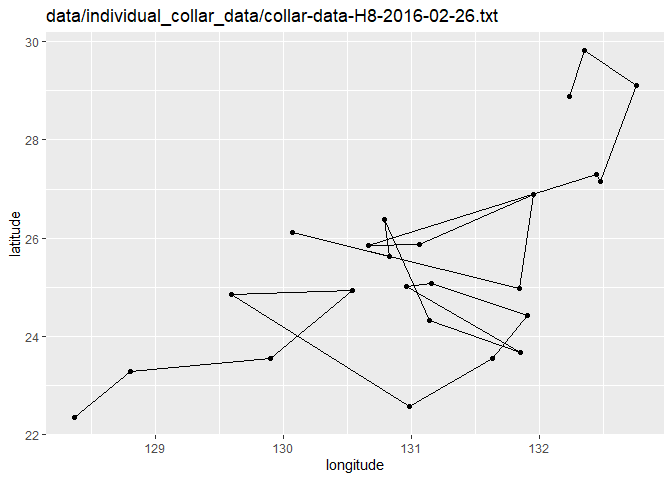 data/individual_collar_data/collar-data-H8-2016-02-26.txt
30
28
26
24
22
latitude
129 130 131 132
longitude